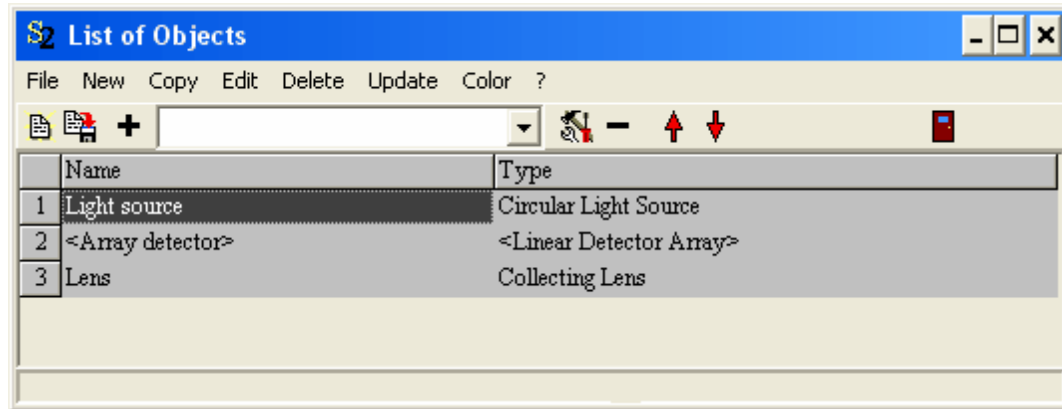 S2 List of Objects
File New Copy Edit Delete Update Color ?
Name Type
1 Light source Circular Light Source
2 <Array detector> <Linear Detector Array>
3 Lens Collecting Lens